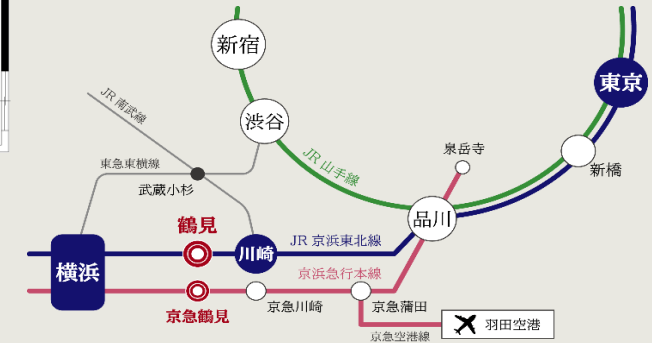 新宿
東京
JR 南武線
渋谷
JR 山手線
泉岳寺
新橋
東急東横線
武蔵小杉
品川
鶴見
川崎
JR 京浜東北線
横浜
京浜急行本線
京急鶴見
京急川崎
京急蒲田
羽田空港
京急空港線